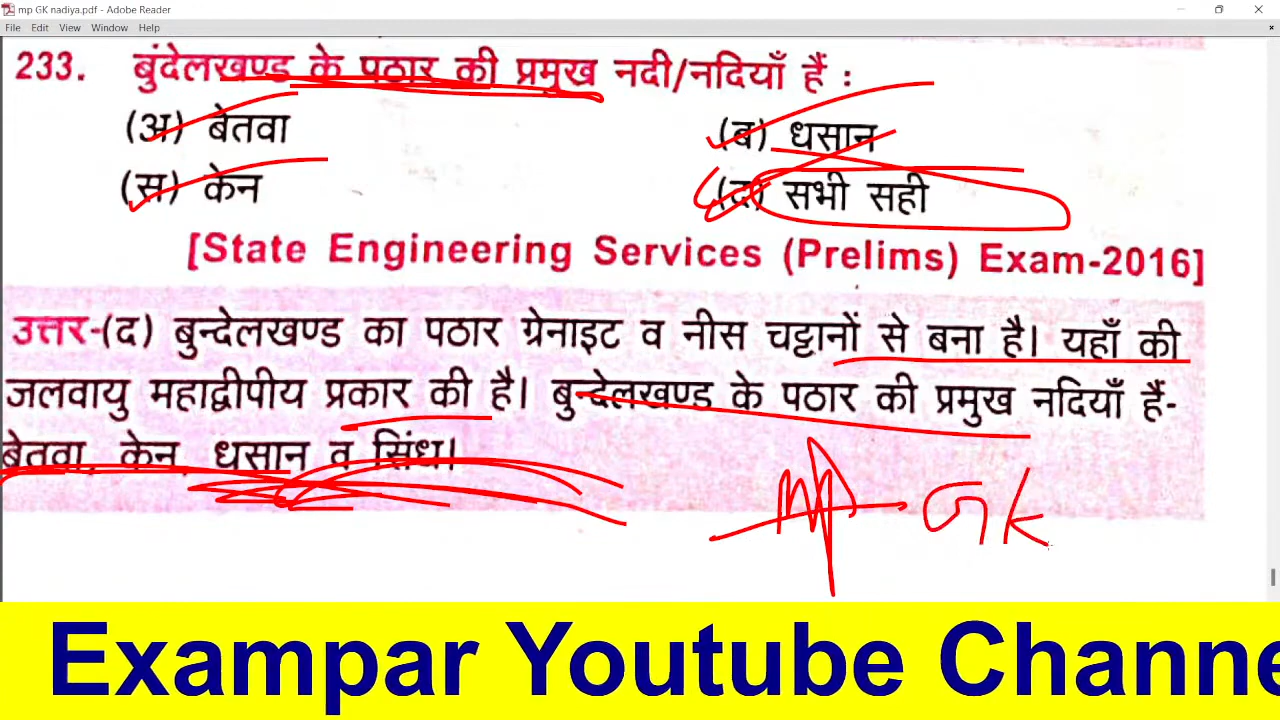 mp GK nadiya.pdf - Adobe Reader
File Edit View Window Help
233. बुंदेलखण्ड के पठार की प्रमुख नदी/नदियाँ हैं :
(अ) बेतवा (ब) धसान
(स) केन (द) सभी सही
[State Engineering Services (Prelims) Exam-2016]
उत्तर-(द) बुन्देलखण्ड का पठार ग्रेनाइट व नीस चट्टानों से बना है। यहाँ की
जलवायु महाद्वीपीय प्रकार की है। बुन्देलखण्ड के पठार की प्रमुख नदियाँ हैं-
बेतवा, केन, धसान व सिंध।
MP GK
Exampar Youtube Channe